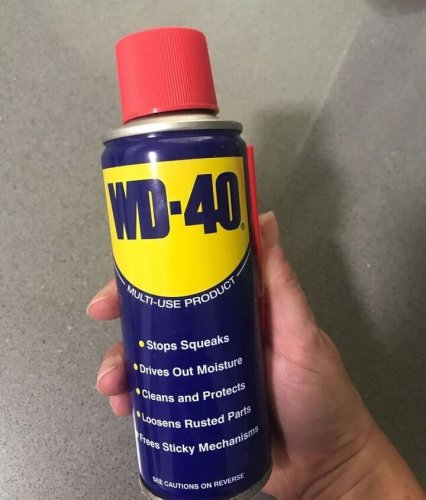 WD-40®
MULTI-USE PRODUCT
• Stops Squeaks
• Drives Out Moisture
• Cleans and Protects
• Loosens Rusted Parts
• Frees Sticky Mechanisms
SEE CAUTIONS ON REVERSE